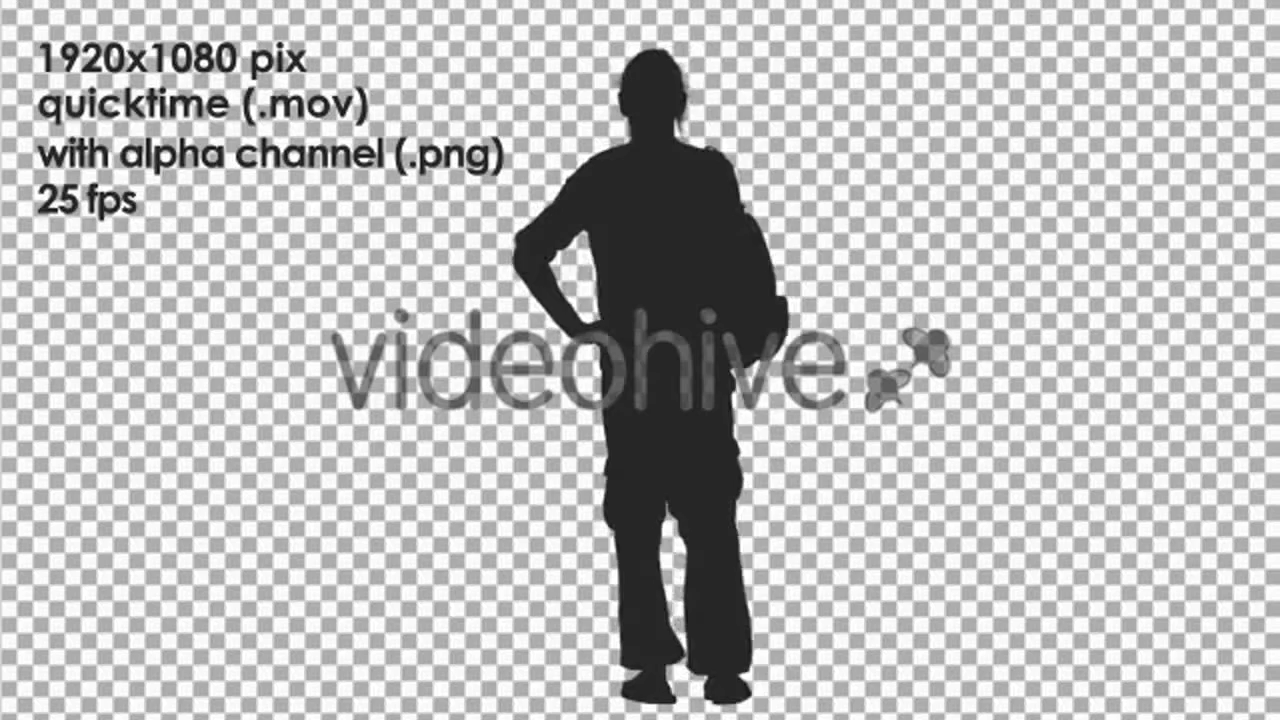 1920x1080 pix
quicktime (.mov)
with alpha channel (.png)
25 fps
videohive